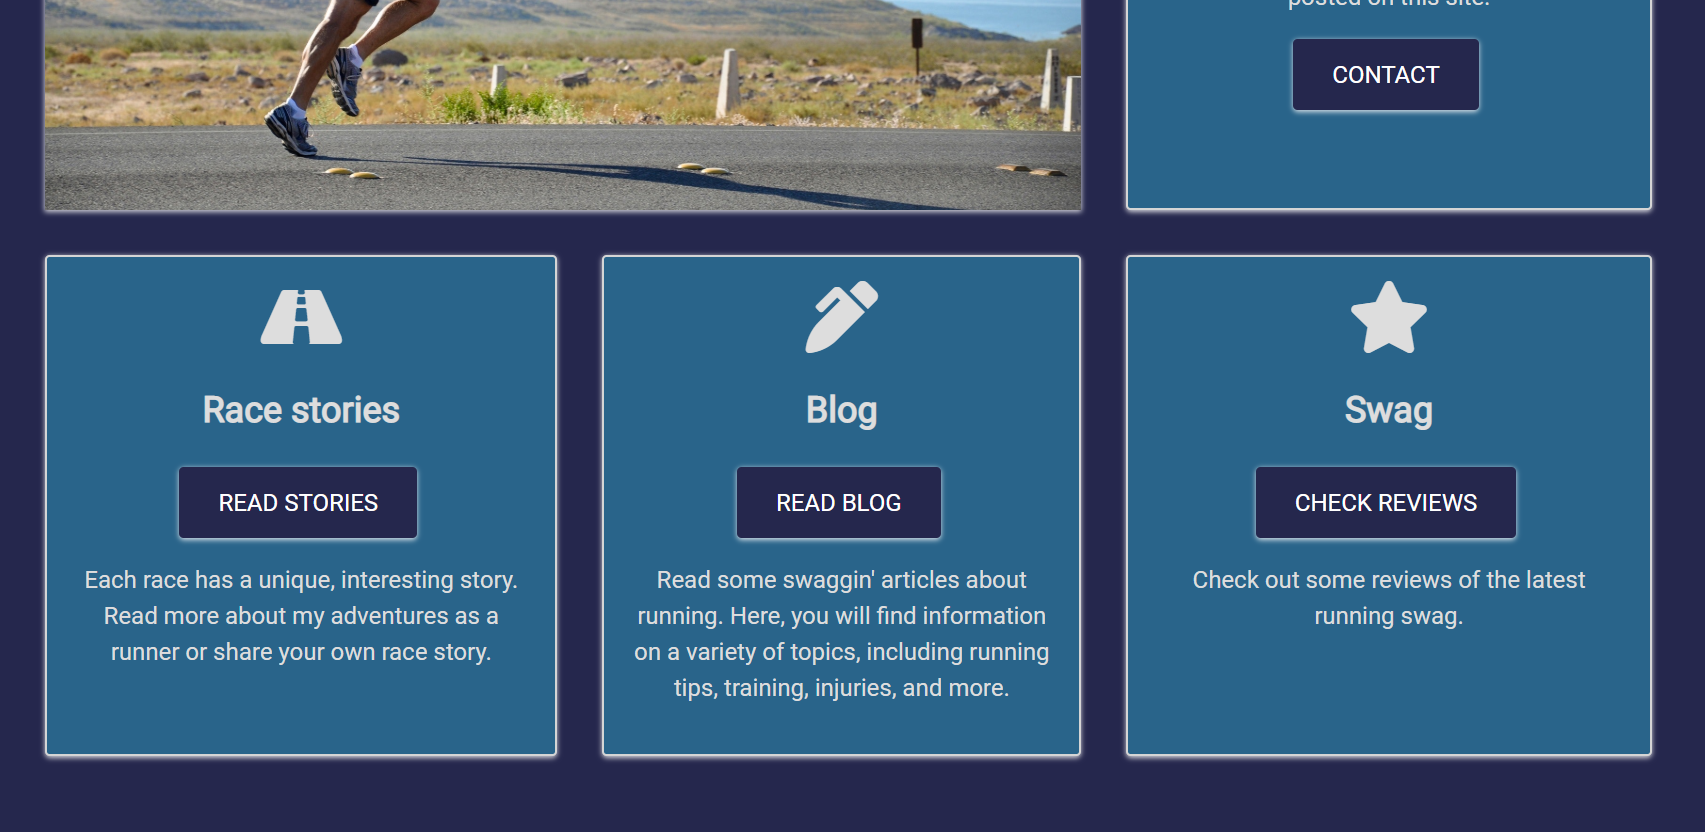 posted on this site.
CONTACT
Race stories
READ STORIES
Each race has a unique, interesting story.
Read more about my adventures as a
runner or share your own race story.
Blog
READ BLOG
Read some swaggin' articles about
running. Here, you will find information
on a variety of topics, including running
tips, training, injuries, and more.
Swag
CHECK REVIEWS
Check out some reviews of the latest
running swag.